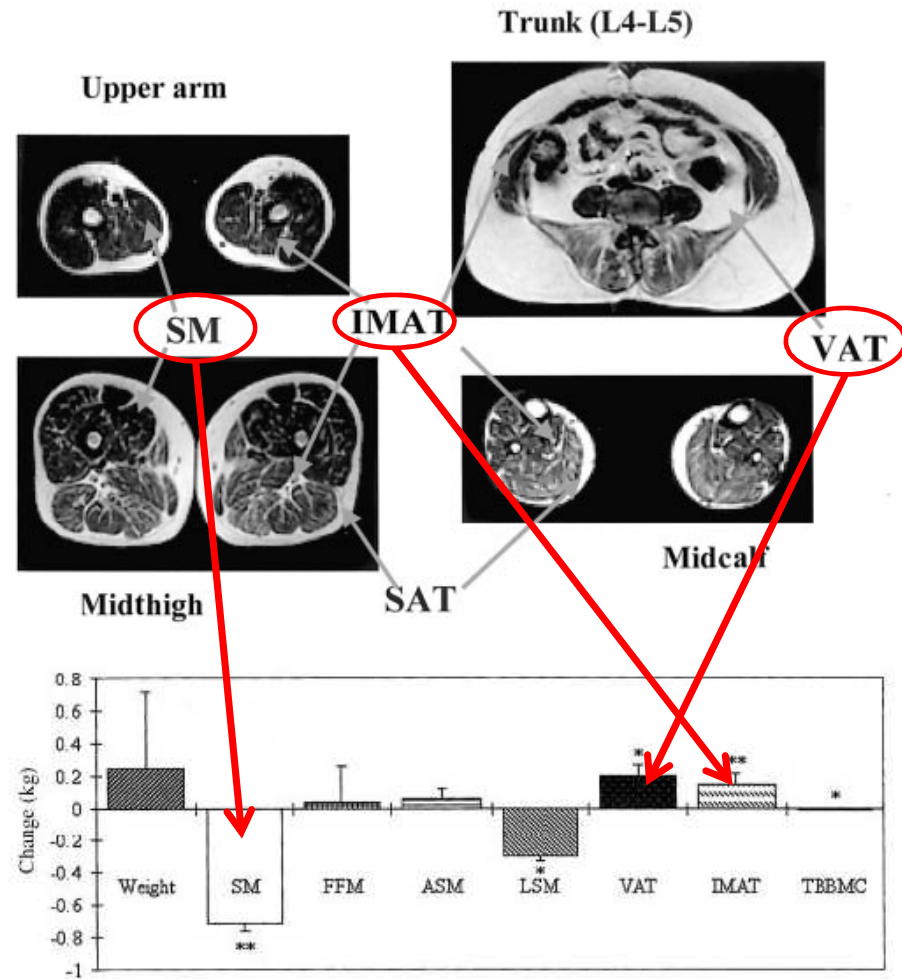 Trunk (L4-L5)
Upper arm
SM
IMAT
VAT
Midcalf
Midthigh
SAT
Change (kg)
0.8
0.6
0.4
0.2
0
-0.2
-0.4
-0.6
-0.8
-1
* ** *
Weight SM FFM ASM LSM VAT IMAT TBBMC
*
**